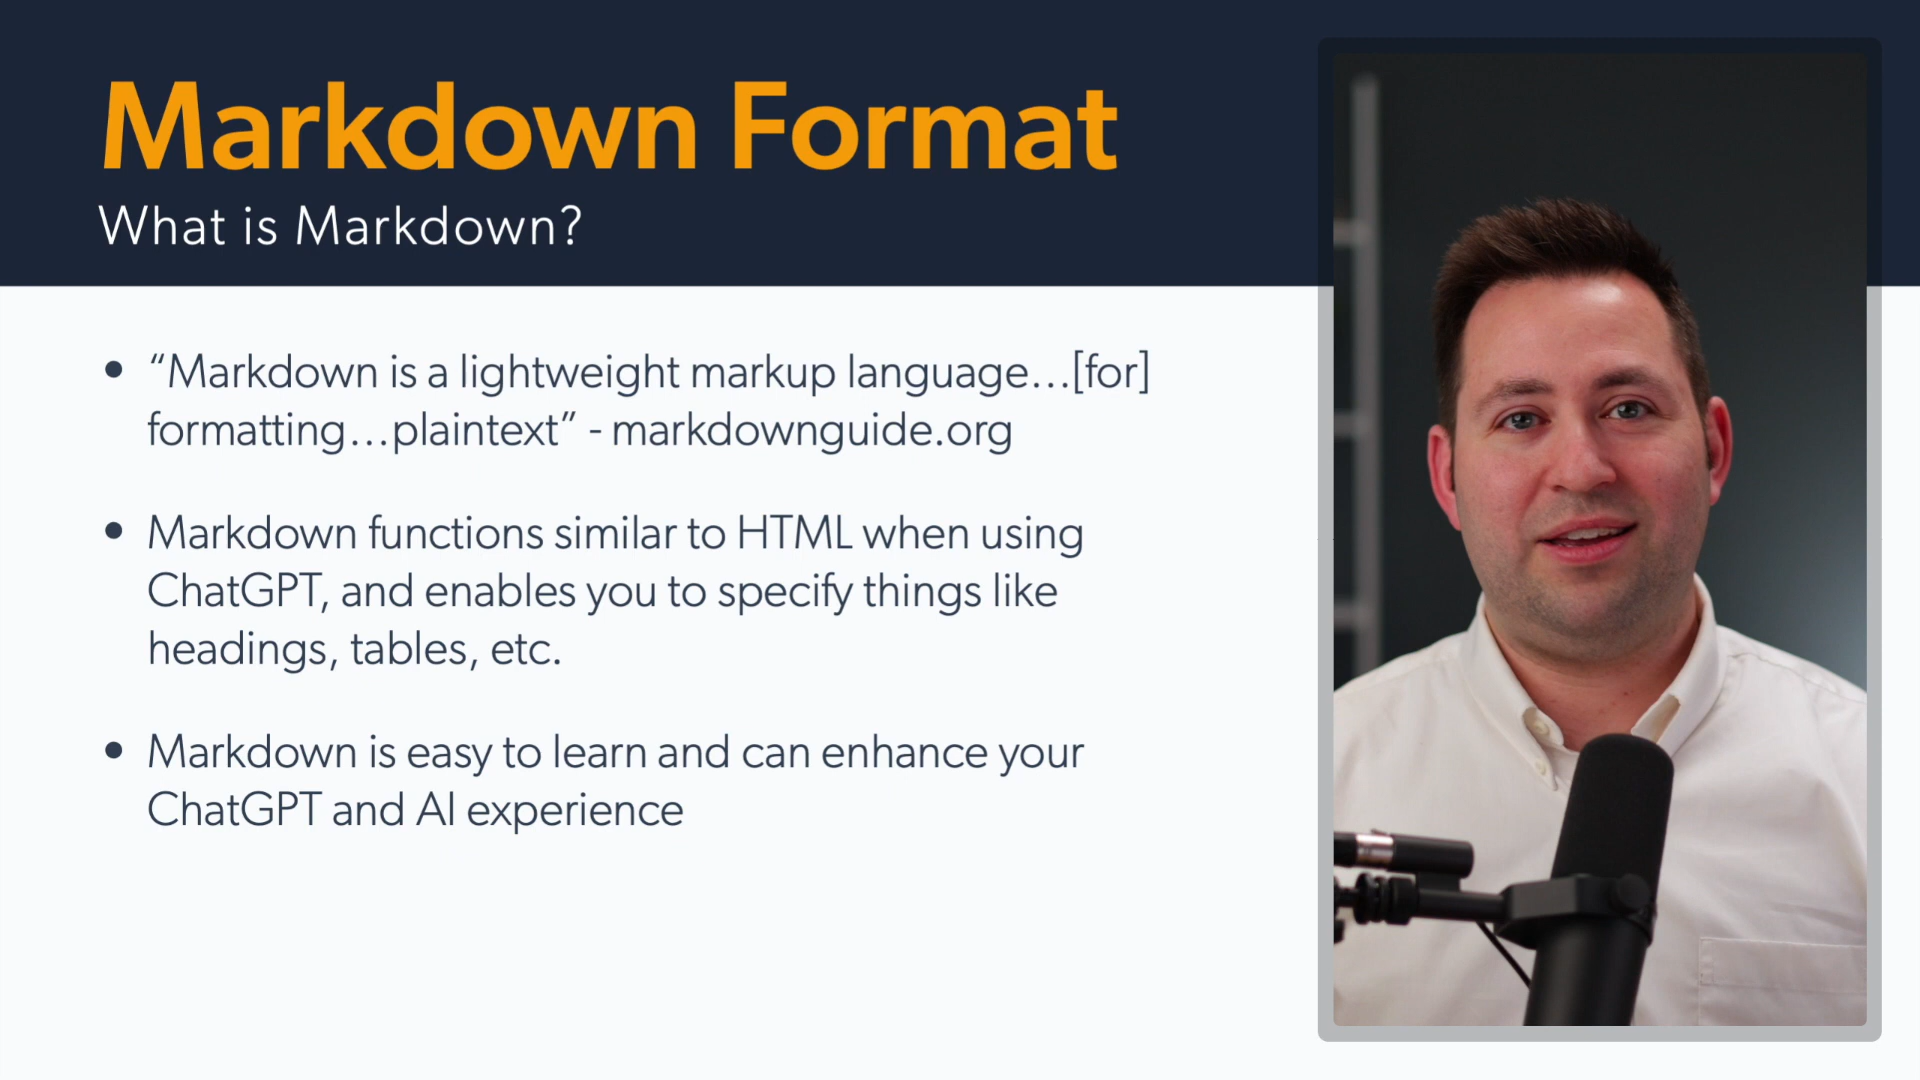 Markdown Format
What is Markdown?
• “Markdown is a lightweight markup language…[for]
formatting…plaintext” - markdownguide.org
• Markdown functions similar to HTML when using
ChatGPT, and enables you to specify things like
headings, tables, etc.
• Markdown is easy to learn and can enhance your
ChatGPT and AI experience